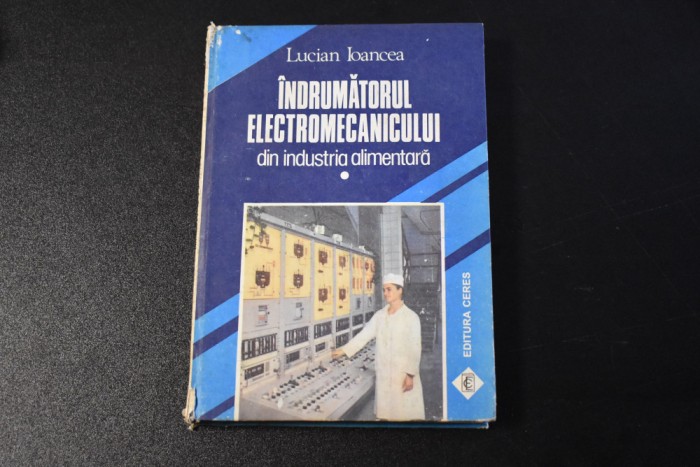 Lucian Ioancea
ÎNDRUMĂTORUL
ELECTROMECANICULUI
din industria alimentară
EDITURA CERES